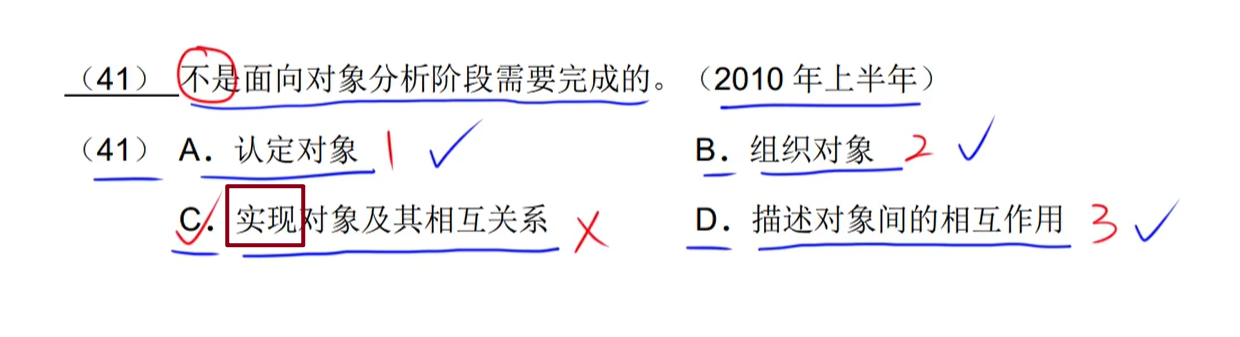 （41） 不是面向对象分析阶段需要完成的。（2010 年上半年）
（41） A．认定对象 1 B．组织对象 2
C．实现对象及其相互关系 D．描述对象间的相互作用 3